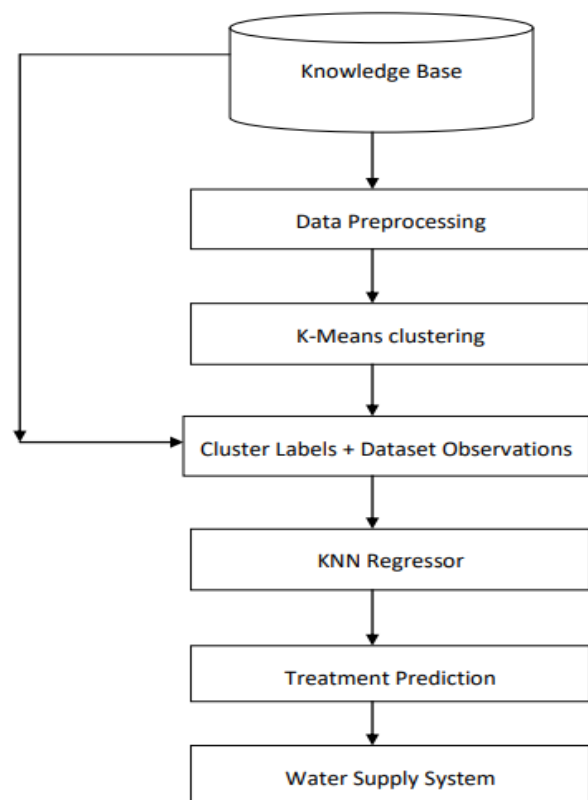 Knowledge Base
Data Preprocessing
K-Means clustering
Cluster Labels + Dataset Observations
KNN Regressor
Treatment Prediction
Water Supply System